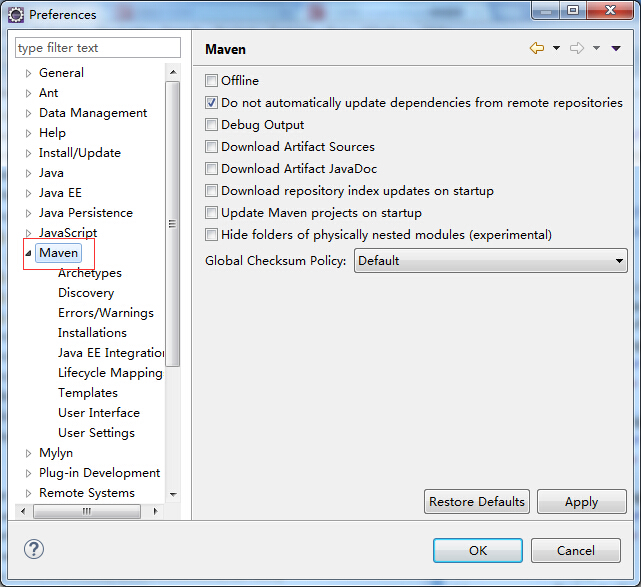 Preferences
type filter text
General
Ant
Data Management
Help
Install/Update
Java
Java EE
Java Persistence
JavaScript
Maven
Archetypes
Discovery
Errors/Warnings
Installations
Java EE Integration
Lifecycle Mapping
Templates
User Interface
User Settings
Mylyn
Plug-in Development
Remote Systems
Maven
Offline
Do not automatically update dependencies from remote repositories
Debug Output
Download Artifact Sources
Download Artifact JavaDoc
Download repository index updates on startup
Update Maven projects on startup
Hide folders of physically nested modules (experimental)
Global Checksum Policy: Default
Restore Defaults Apply
? OK Cancel